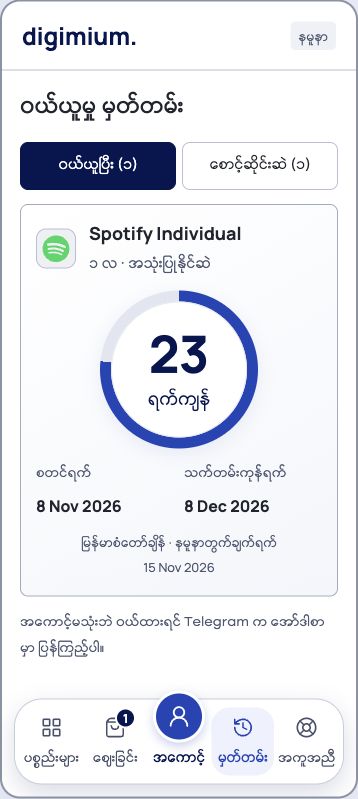 digimium.
နမူနာ
ဝယ်ယူမှု မှတ်တမ်း
ဝယ်ယူပြီး (၁)
စောင့်ဆိုင်းဆဲ (၁)
Spotify Individual
၁ လ · အသုံးပြုနိုင်ဆဲ
23
ရက်ကျန်
စတင်ရက်
သက်တမ်းကုန်ရက်
8 Nov 2026
8 Dec 2026
မြန်မာစံတော်ချိန် · နမူနာတွက်ချက်ရက်
15 Nov 2026
အကောင့်မသုံးဘဲ ဝယ်ထားရင် Telegram က အော်ဒါစာ
မှာ ပြန်ကြည့်ပါ။
1
ပစ္စည်းများ
ဈေးခြင်း
အကောင့်
မှတ်တမ်း
အကူအညီ